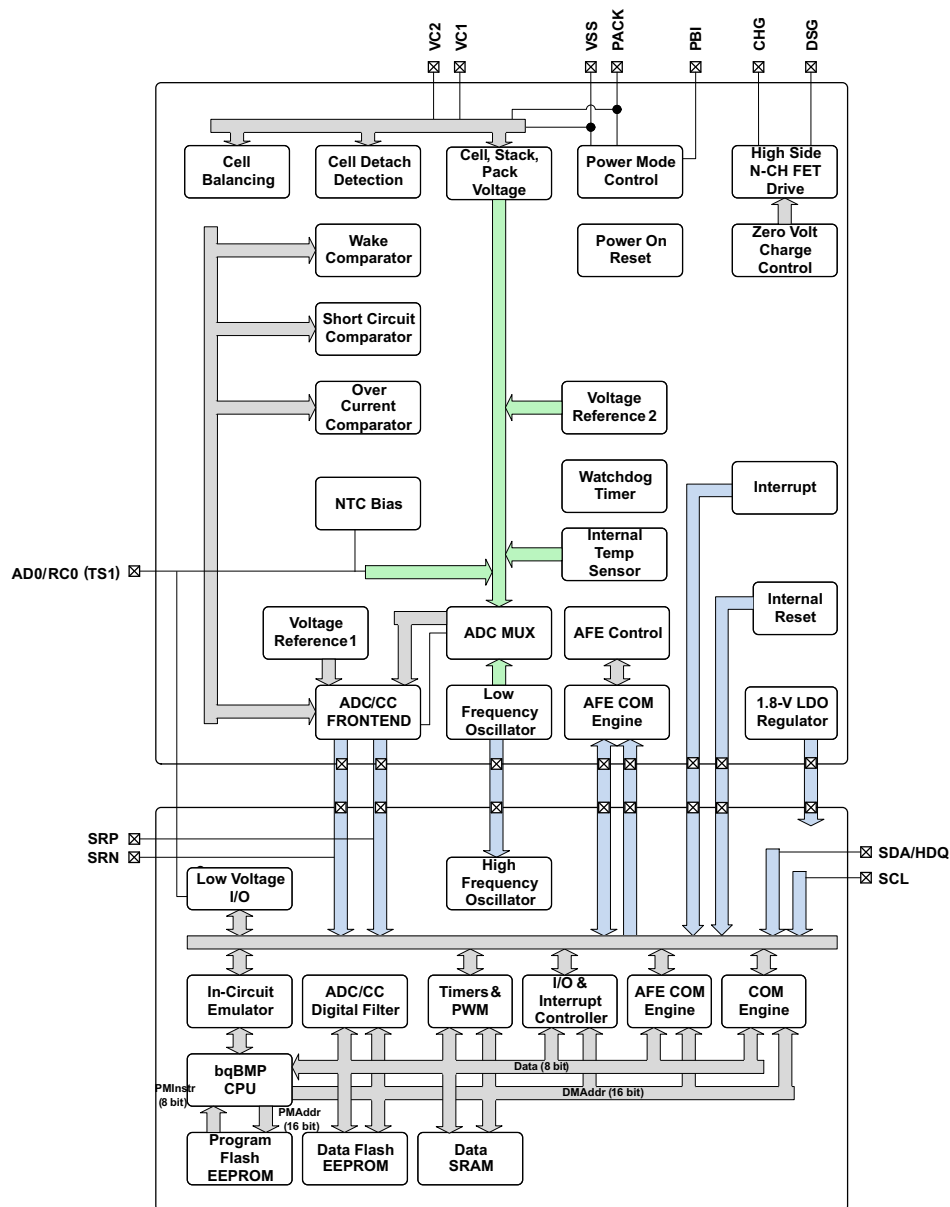 VC2
VC1
VSS
PACK
PBI
CHG
DSG
Cell
Balancing
Cell Detach
Detection
Cell, Stack,
Pack
Voltage
Power Mode
Control
High Side
N-CH FET
Drive
Wake
Comparator
Power On
Reset
Zero Volt
Charge
Control
Short Circuit
Comparator
Over
Current
Comparator
Voltage
Reference 2
NTC Bias
Watchdog
Timer
Interrupt
AD0/RC0 (TS1)
Internal
Temp
Sensor
Voltage
Reference 1
ADC MUX
AFE Control
Internal
Reset
ADC/CC
FRONTEND
Low
Frequency
Oscillator
AFE COM
Engine
1.8-V LDO
Regulator
SRP
SRN
SDA/HDQ
SCL
Low Voltage
I/O
High
Frequency
Oscillator
In-Circuit
Emulator
ADC/CC
Digital Filter
Timers &
PWM
I/O &
Interrupt
Controller
AFE COM
Engine
COM
Engine
bqBMP
CPU
Data (8 bit)
DMAddr (16 bit)
PMInstr
(8 bit)
PMAddr
(16 bit)
Program
Flash
EEPROM
Data Flash
EEPROM
Data
SRAM